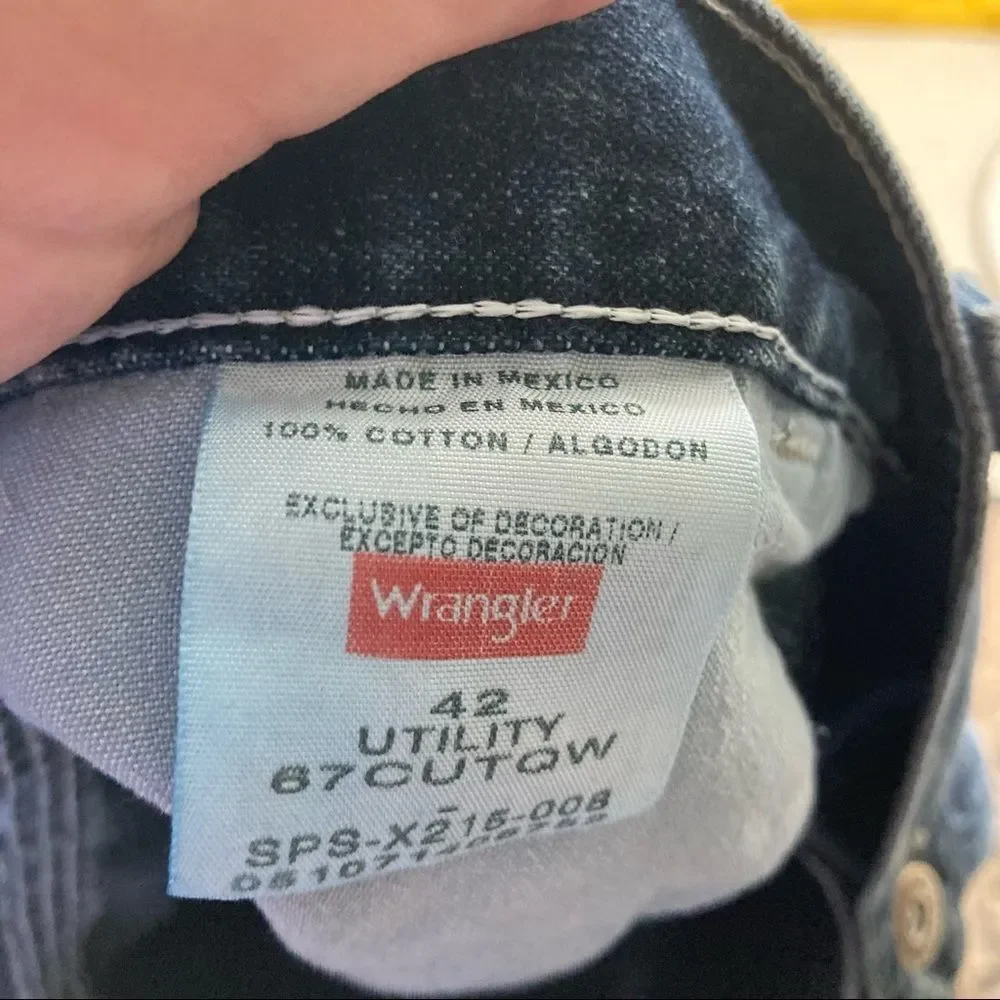 MADE IN MEXICO
HECHO EN MEXICO
100% COTTON / ALGODON
EXCLUSIVE OF DECORATION /
EXCEPTO DECORACION
Wrangler
42
UTILITY
67CUTOW
SPS-X215-008